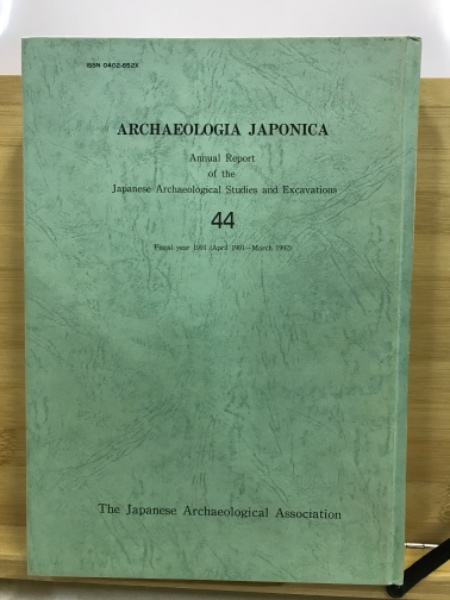 ISSN 0402-852X
ARCHAEOLOGIA JAPONICA
Annual Report
of the
Japanese Archaeological Studies and Excavations
44
Fiscal year 1991 (April 1991—March 1992)
The Japanese Archaeological Association